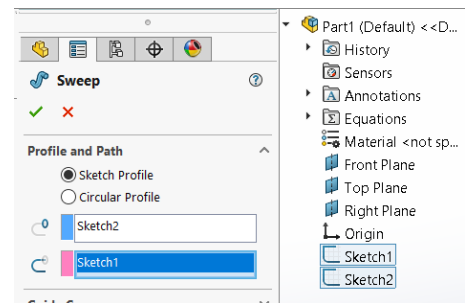 Sweep
Profile and Path
Sketch Profile
Circular Profile
Sketch2
Sketch1
Part1 (Default) <<D...
History
Sensors
A Annotations
Equations
Material <not sp...
Front Plane
Top Plane
Right Plane
Origin
Sketch1
Sketch2